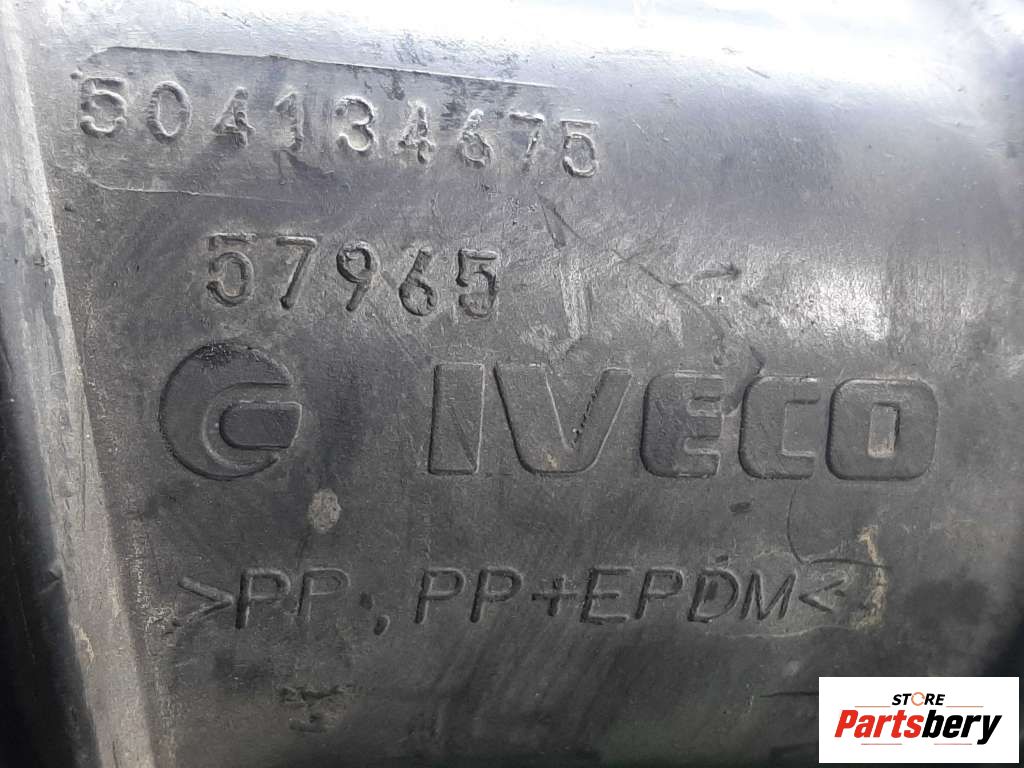 504134675
57965
IVECO
>PP, PP+EPDM<
STORE
Partsbery